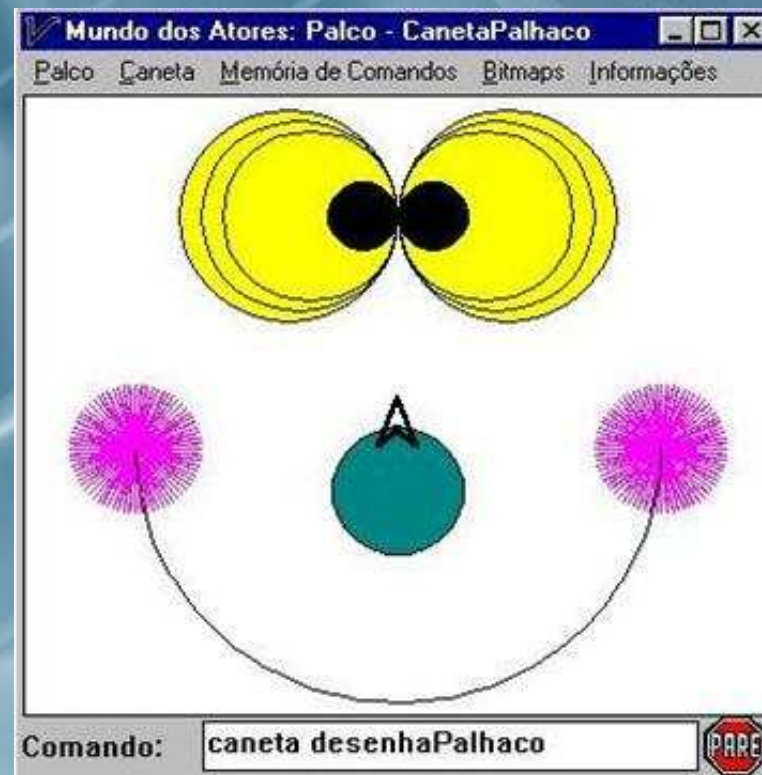 Mundo dos Atores: Palco - CanetaPalhaco
Palco Caneta Memória de Comandos Bitmaps Informações
Comando: caneta desenhaPalhaco PARE